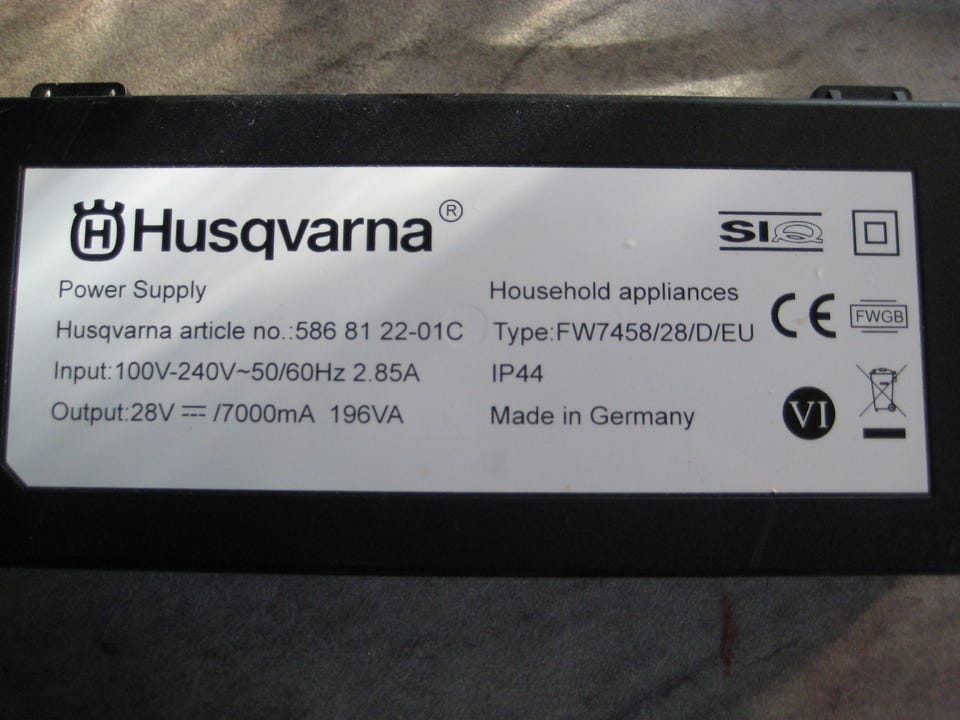 H Husqvarna®
SIQ
Power Supply
Household appliances
Husqvarna article no.:586 81 22-01C
Type:FW7458/28/D/EU
FWGB
Input:100V-240V~50/60Hz 2.85A
IP44
Output:28V ⎓ /7000mA 196VA
Made in Germany
CE
VI